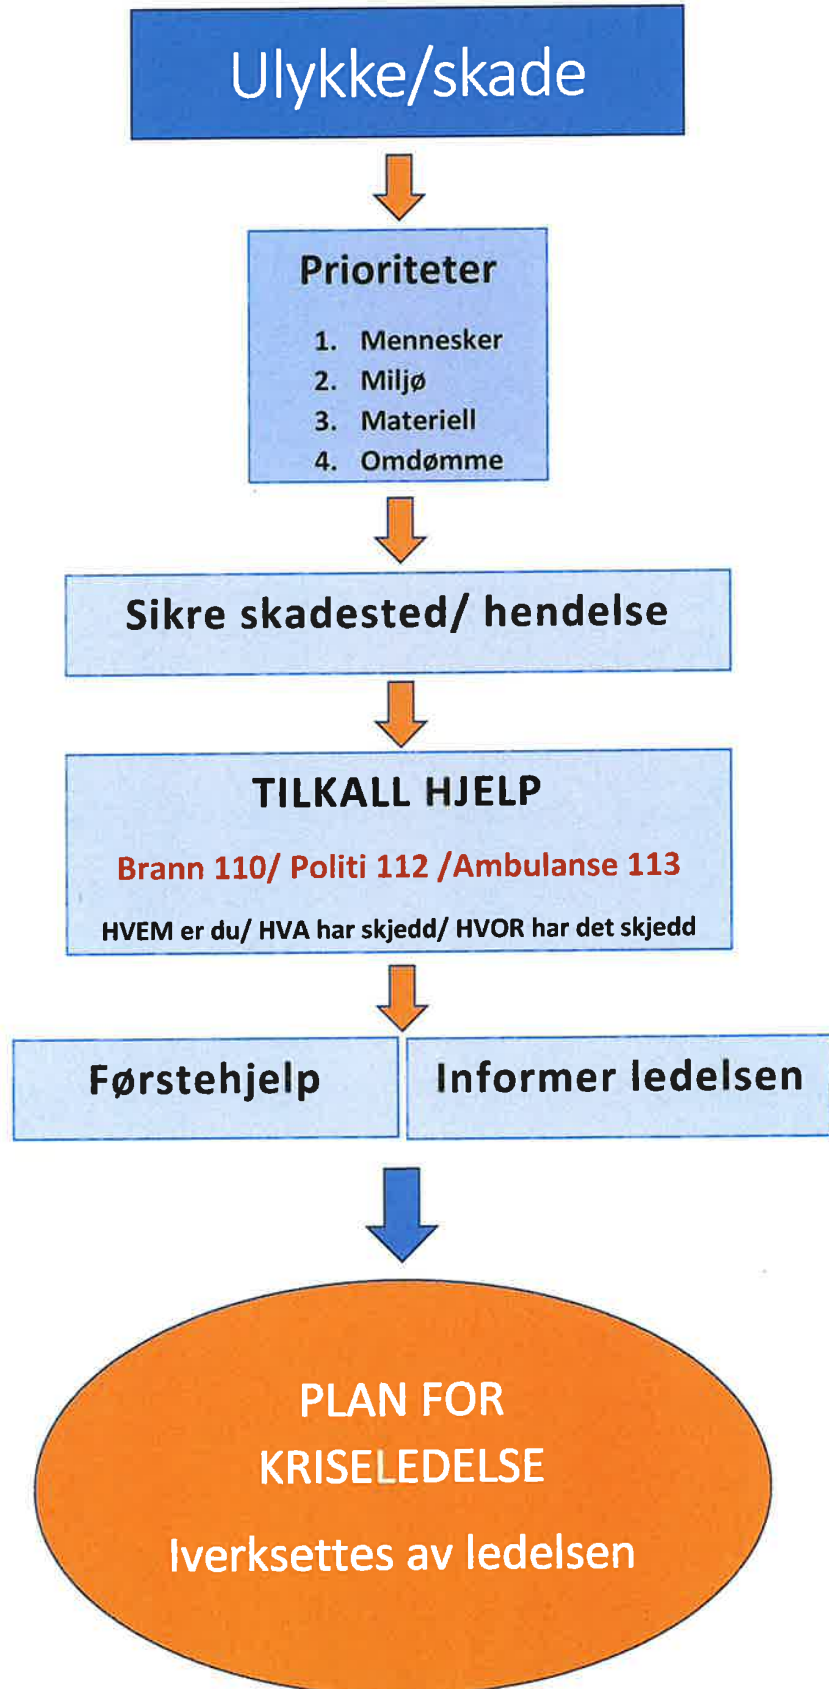 Ulykke/skade
Prioriteter
1. Mennesker
2. Miljø
3. Materiell
4. Omdømme
Sikre skadested/ hendelse
TILKALL HJELP
Brann 110/ Politi 112 /Ambulanse 113
HVEM er du/ HVA har skjedd/ HVOR har det skjedd
Førstehjelp
Informer ledelsen
PLAN FOR
KRISELEDELSE
Iverksettes av ledelsen